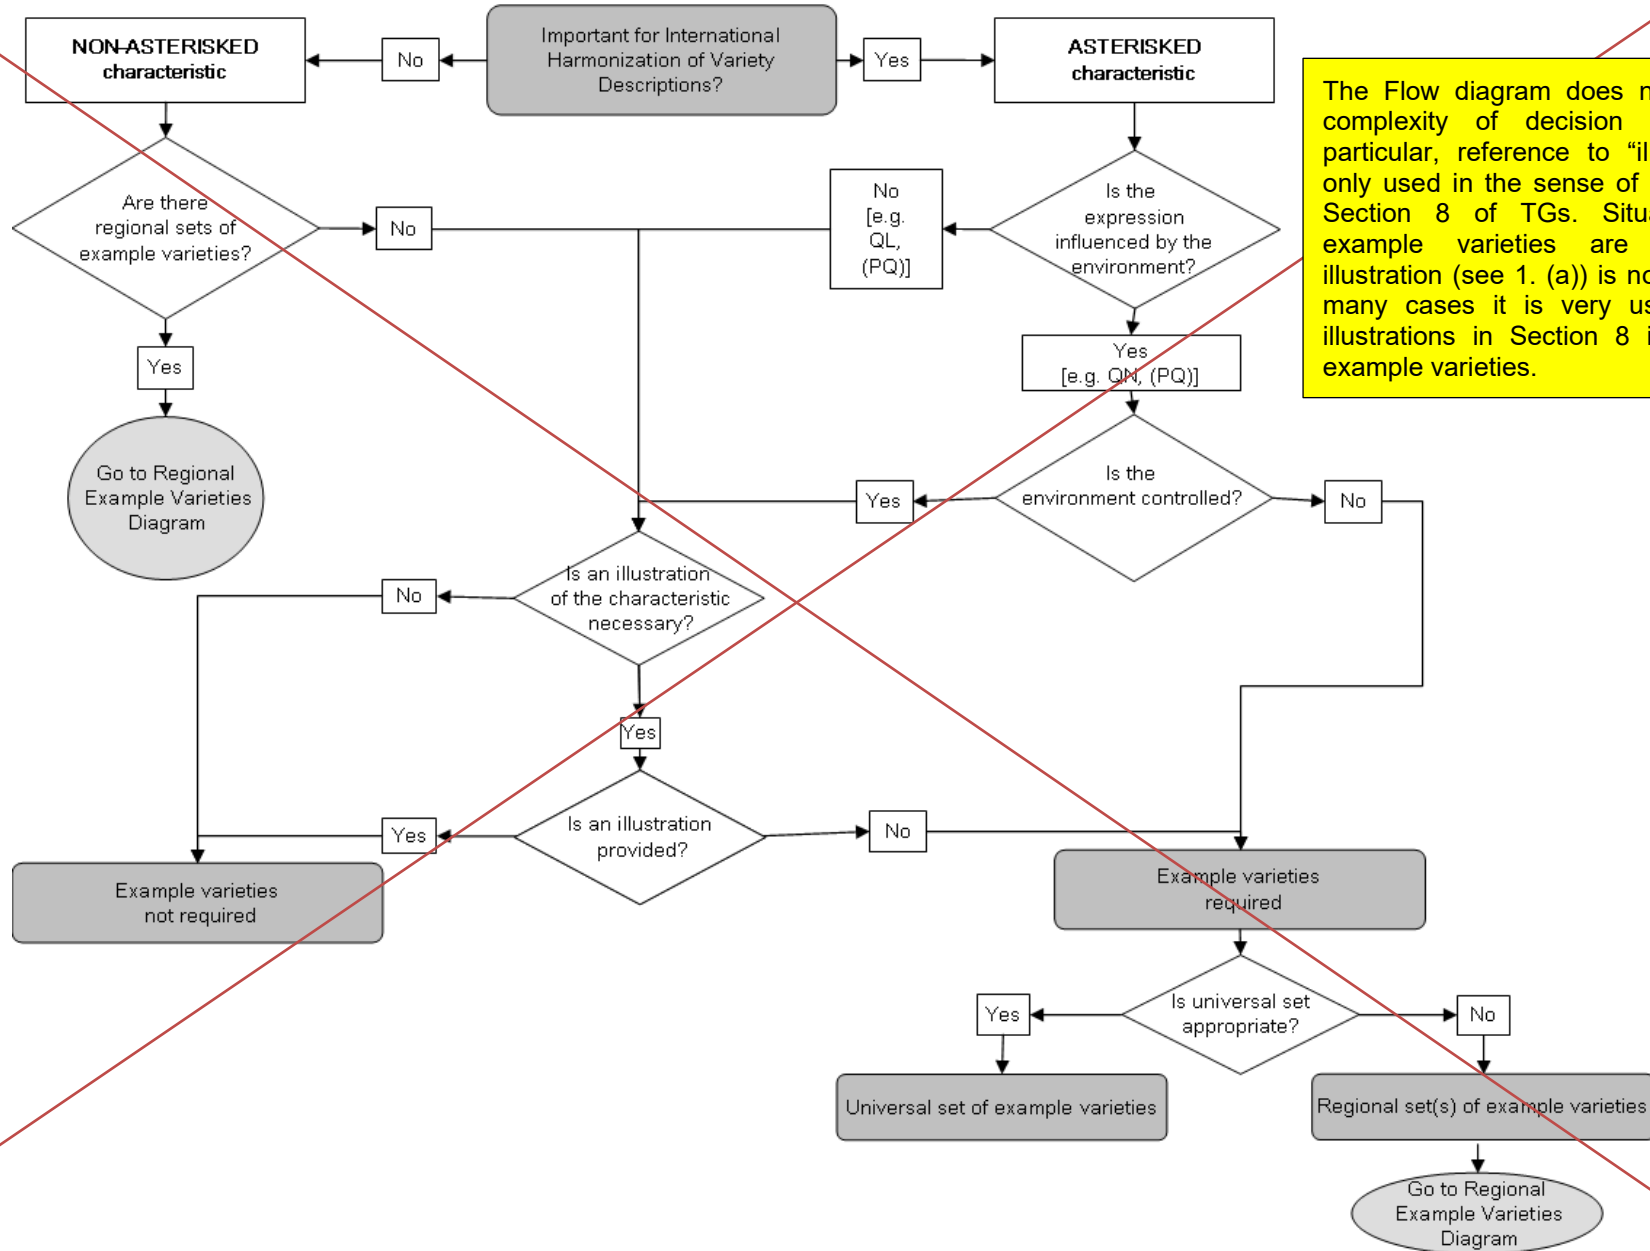 Important for International
Harmonization of Variety
Descriptions?
No
Yes
NON-ASTERISKED
characteristic
ASTERISKED
characteristic
The Flow diagram does n
complexity of decision
particular, reference to “il
only used in the sense of
Section 8 of TGs. Situa
example varieties are
illustration (see 1. (a)) is no
many cases it is very us
illustrations in Section 8 i
example varieties.
Are there
regional sets of
example varieties?
No
No
[e.g.
QL,
(PQ)]
Is the
expression
influenced by the
environment?
Yes
Yes
[e.g. QN, (PQ)]
Go to Regional
Example Varieties
Diagram
Is the
environment controlled?
Yes
No
Is an illustration
of the characteristic
necessary?
No
Yes
Is an illustration
provided?
Yes
No
Example varieties
not required
Example varieties
required
Is universal set
appropriate?
Yes
No
Universal set of example varieties
Regional set(s) of example varieties
Go to Regional
Example Varieties
Diagram